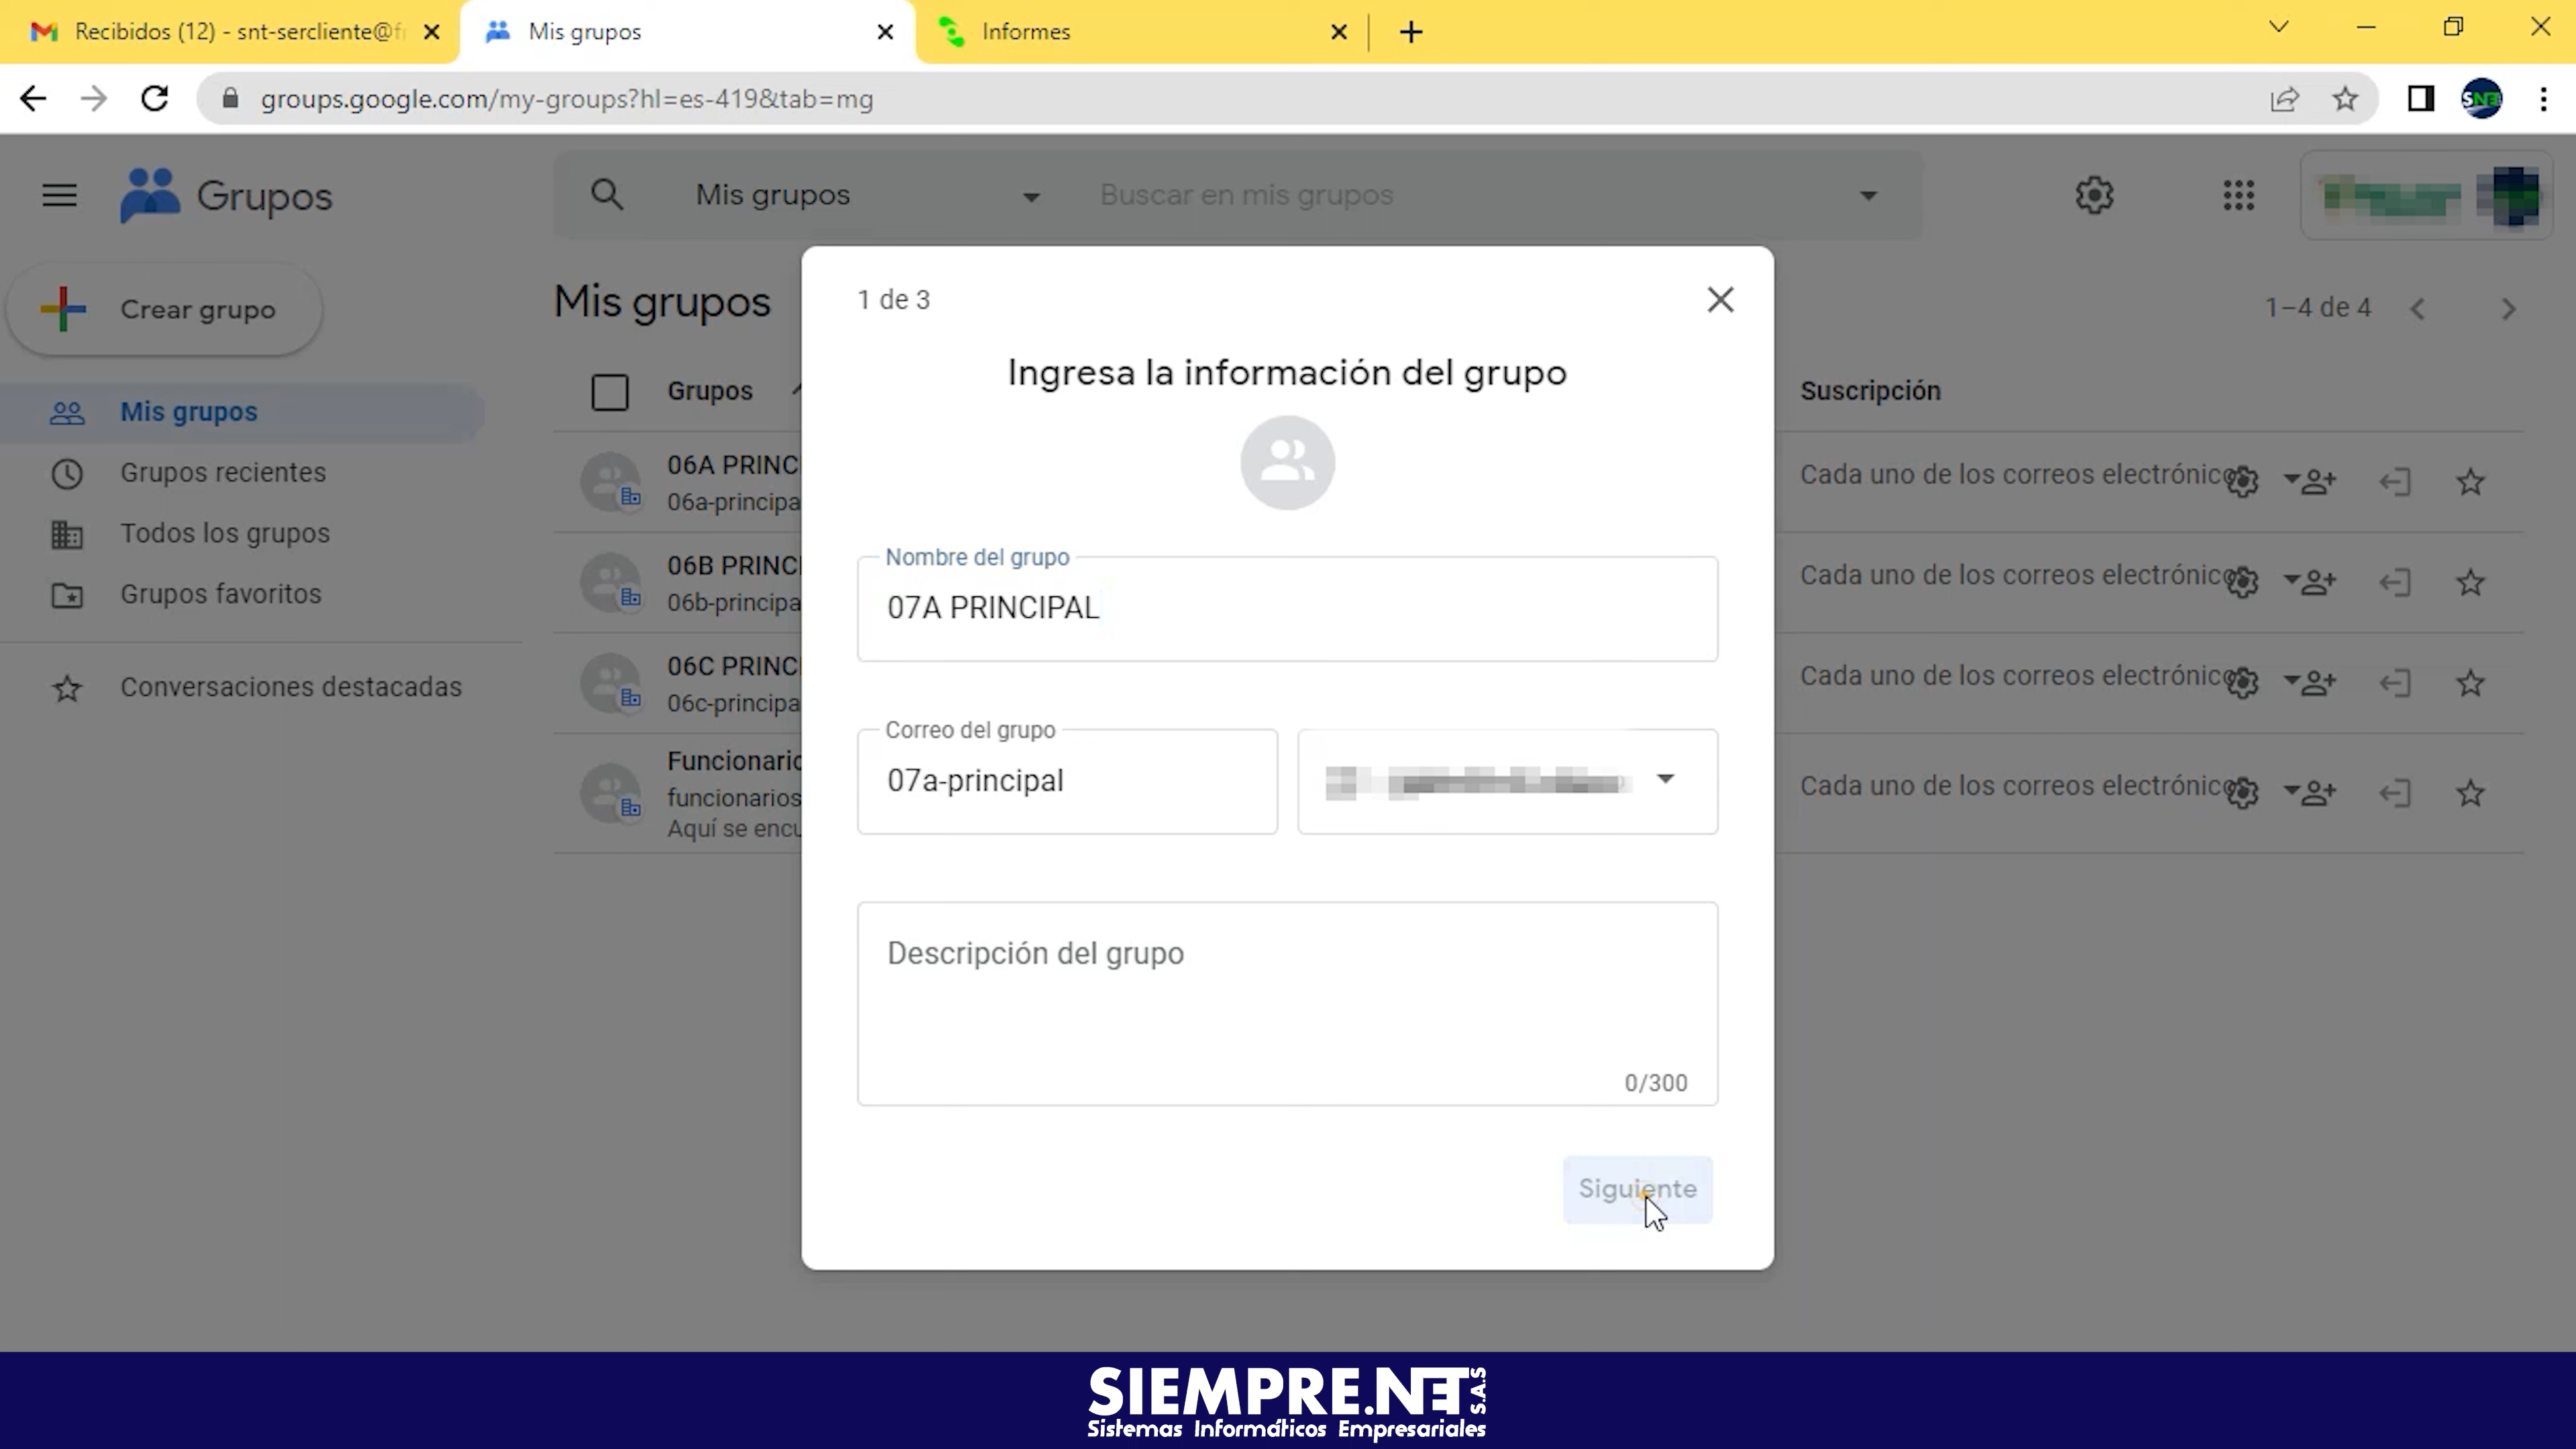 Recibidos (12) - snt-sercliente@f
Mis grupos
Informes
groups.google.com/my-groups?hl=es-419&tab=mg
Grupos
Mis grupos
Buscar en mis grupos
Crear grupo
Mis grupos
1–4 de 4
Grupos
Suscripción
Mis grupos
Grupos recientes
Todos los grupos
Grupos favoritos
Conversaciones destacadas
06A PRINC
06a-principa
Cada uno de los correos electrónic
06B PRINC
06b-principa
Cada uno de los correos electrónic
06C PRINC
06c-principa
Cada uno de los correos electrónic
Funcionario
funcionarios
Aquí se encu
Cada uno de los correos electrónic
1 de 3
Ingresa la información del grupo
Nombre del grupo
07A PRINCIPAL
Correo del grupo
07a-principal
Descripción del grupo
0/300
Siguiente
SIEMPRE.NET S.A.S
Sistemas Informáticos Empresariales